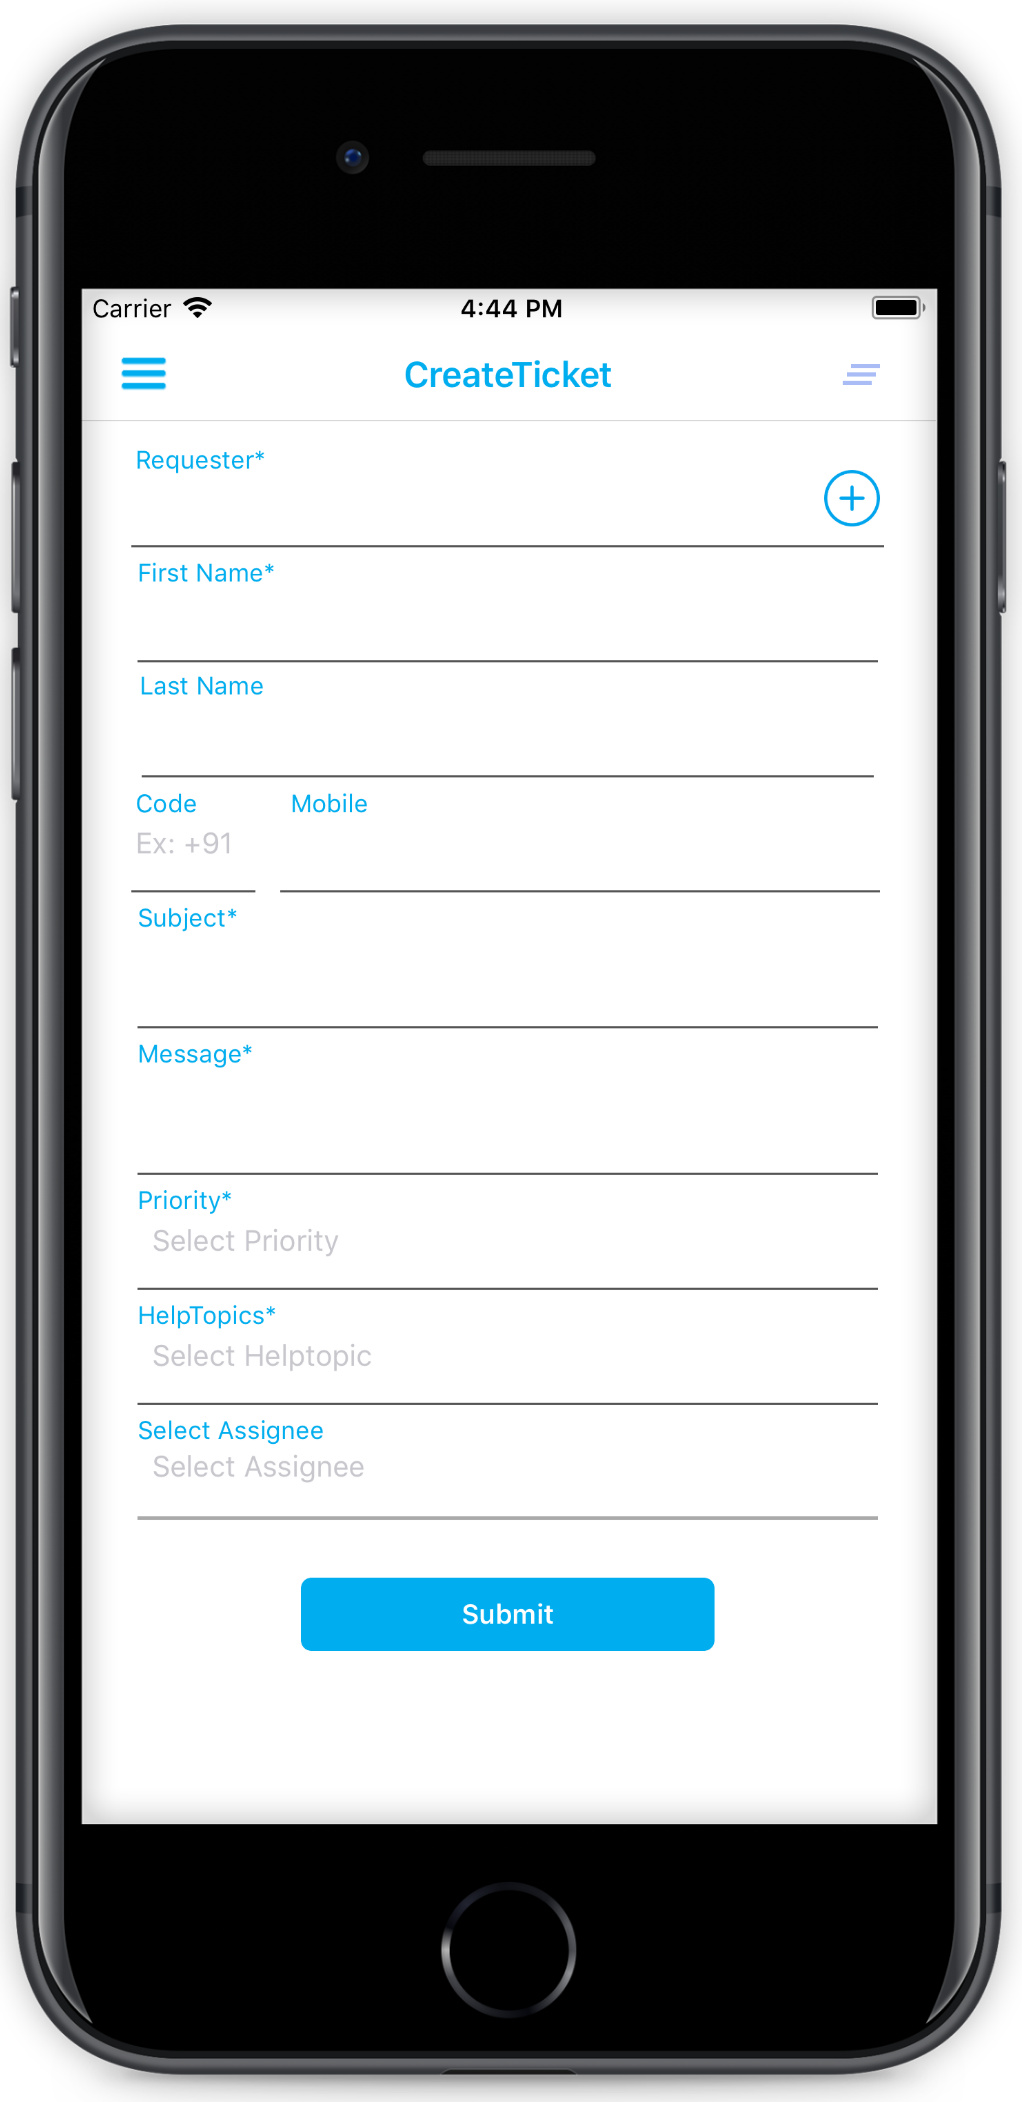 Carrier 4:44 PM
CreateTicket
Requester*
First Name*
Last Name
Code Mobile
Ex: +91
Subject*
Message*
Priority*
Select Priority
HelpTopics*
Select Helptopic
Select Assignee
Select Assignee
Submit